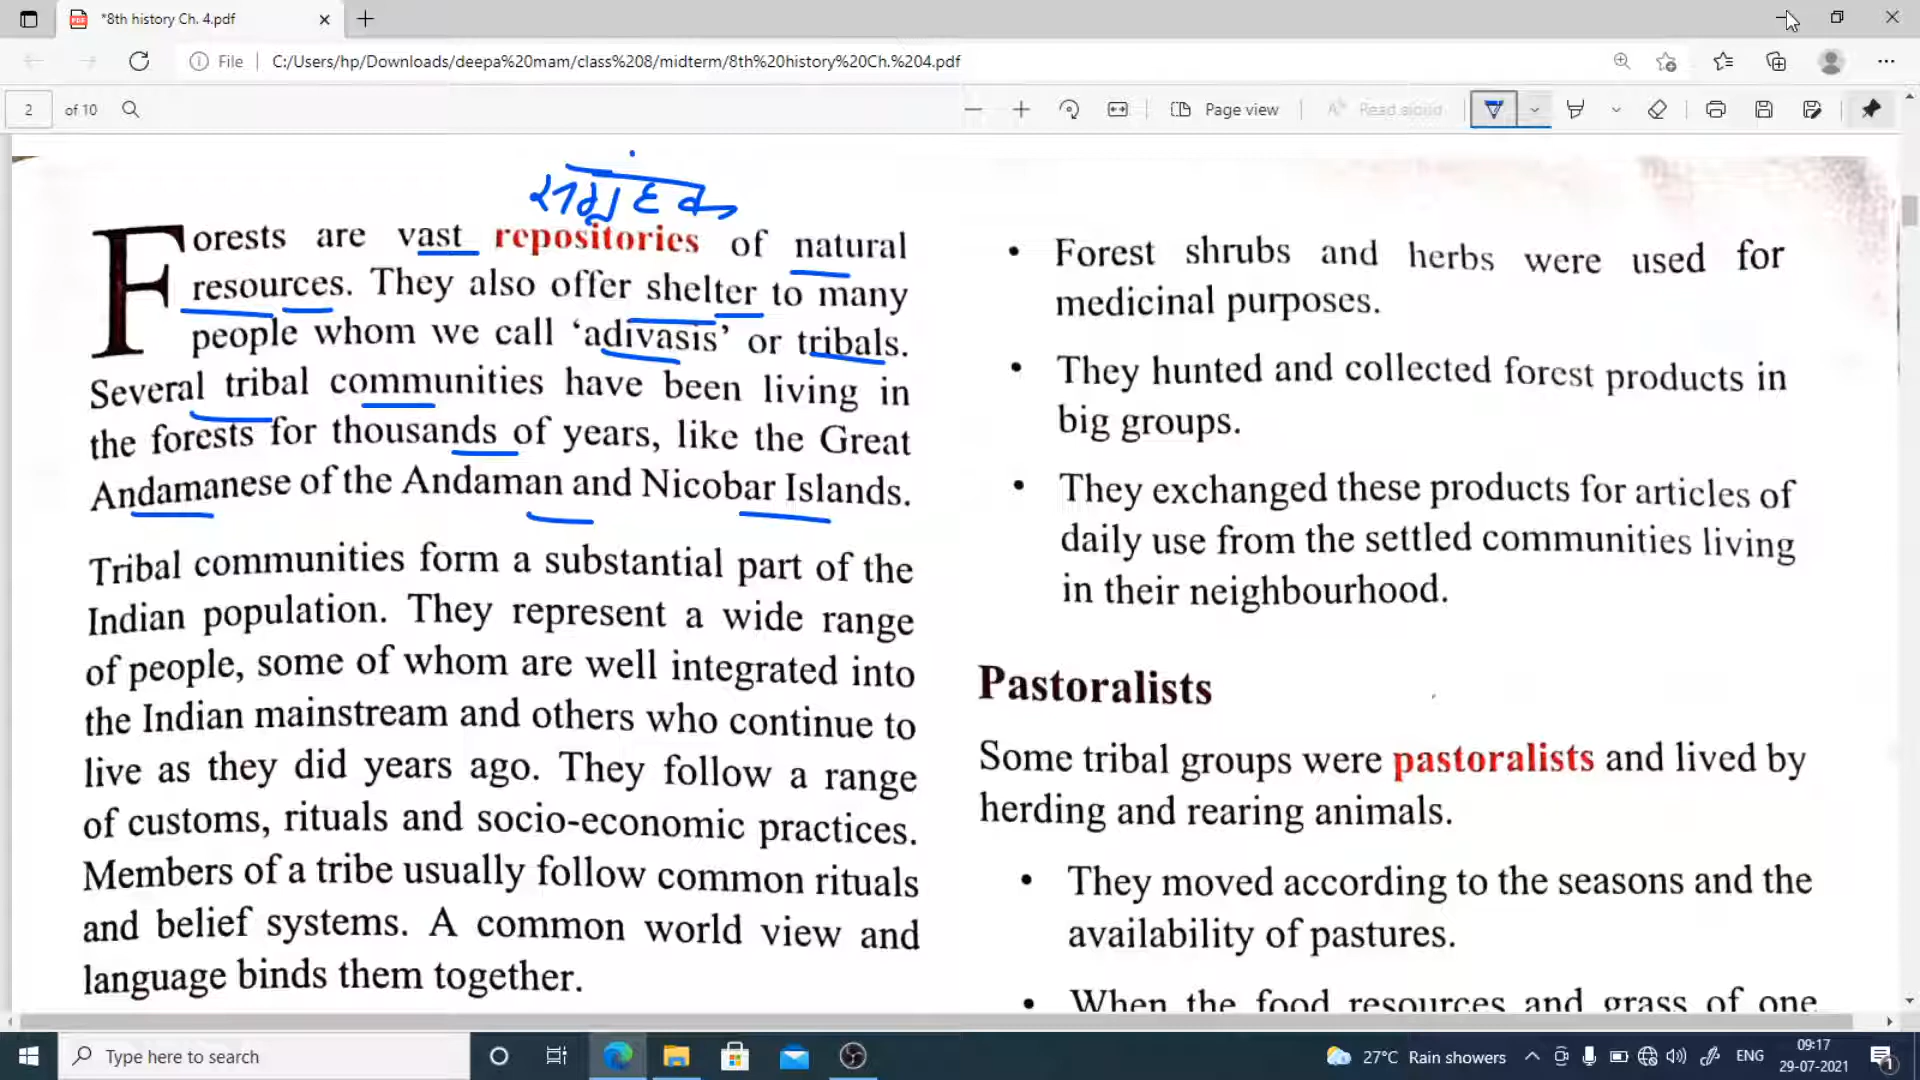 *8th history Ch. 4.pdf
File
C:/Users/hp/Downloads/deepa%20mam/class%208/midterm/8th%20history%20Ch.%204.pdf
2 of 10
Page view
Read aloud
Forests are vast repositories of natural
resources. They also offer shelter to many
people whom we call ‘adivasis’ or tribals.
Several tribal communities have been living in
the forests for thousands of years, like the Great
Andamanese of the Andaman and Nicobar Islands.
Tribal communities form a substantial part of the
Indian population. They represent a wide range
of people, some of whom are well integrated into
the Indian mainstream and others who continue to
live as they did years ago. They follow a range
of customs, rituals and socio-economic practices.
Members of a tribe usually follow common rituals
and belief systems. A common world view and
language binds them together.
• Forest shrubs and herbs were used for
medicinal purposes.
• They hunted and collected forest products in
big groups.
• They exchanged these products for articles of
daily use from the settled communities living
in their neighbourhood.
Pastoralists
Some tribal groups were pastoralists and lived by
herding and rearing animals.
• They moved according to the seasons and the
availability of pastures.
• When the food resources and grass of one
Type here to search
27°C Rain showers
ENG
09:17
29-07-2021
1